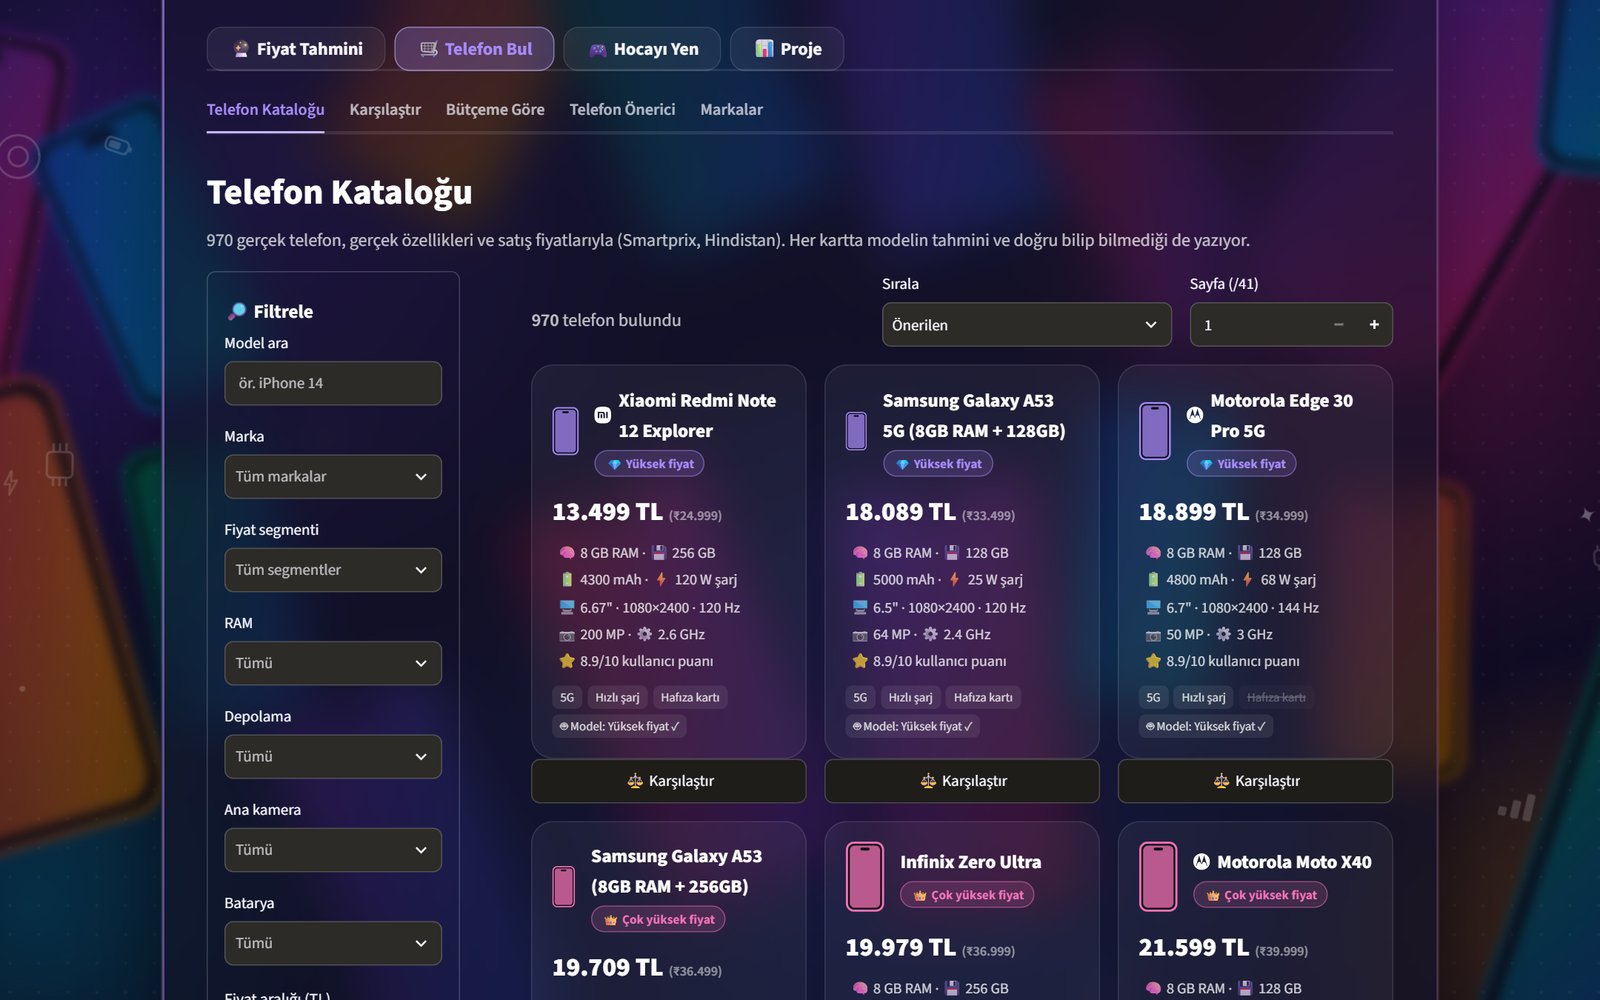 Fiyat Tahmini
Telefon Bul
Hocayı Yen
Proje
Telefon Kataloğu
Karşılaştır
Bütçeme Göre
Telefon Önerici
Markalar
Telefon Kataloğu
970 gerçek telefon, gerçek özellikleri ve satış fiyatlarıyla (Smartprix, Hindistan). Her kartta modelin tahmini ve doğru bilip bilmediği de yazıyor.
Filtrele
Model ara
ör. iPhone 14
Marka
Tüm markalar
Fiyat segmenti
Tüm segmentler
RAM
Tümü
Depolama
Tümü
Ana kamera
Tümü
Batarya
Tümü
Fiyat aralığı (TL)
970 telefon bulundu
Sırala
Önerilen
Sayfa (/41)
1
− +
mi
Xiaomi Redmi Note
12 Explorer
Yüksek fiyat
13.499 TL (₹24.999)
8 GB RAM · 256 GB
4300 mAh · 120 W şarj
6.67" · 1080×2400 · 120 Hz
200 MP · 2.6 GHz
8.9/10 kullanıcı puanı
5G Hızlı şarj Hafıza kartı
Model: Yüksek fiyat ✓
Karşılaştır
Samsung Galaxy A53
5G (8GB RAM + 128GB)
Yüksek fiyat
18.089 TL (₹33.499)
8 GB RAM · 128 GB
5000 mAh · 25 W şarj
6.5" · 1080×2400 · 120 Hz
64 MP · 2.4 GHz
8.9/10 kullanıcı puanı
5G Hızlı şarj Hafıza kartı
Model: Yüksek fiyat ✓
Karşılaştır
Motorola Edge 30
Pro 5G
Yüksek fiyat
18.899 TL (₹34.999)
8 GB RAM · 128 GB
4800 mAh · 68 W şarj
6.7" · 1080×2400 · 144 Hz
50 MP · 3 GHz
8.9/10 kullanıcı puanı
5G Hızlı şarj Hafıza kartı
Model: Yüksek fiyat ✓
Karşılaştır
Samsung Galaxy A53
(8GB RAM + 256GB)
Çok yüksek fiyat
19.709 TL (₹36.499)
Infinix Zero Ultra
Çok yüksek fiyat
19.979 TL (₹36.999)
8 GB RAM · 256 GB
Motorola Moto X40
Çok yüksek fiyat
21.599 TL (₹39.999)
8 GB RAM · 128 GB